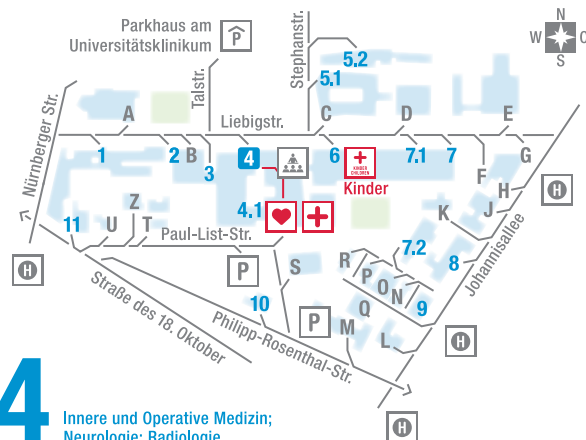 Parkhaus am
Universitätsklinikum
P
N
W
O
S
Stephanstr.
5.2
5.1
Talstr.
Nürnberger Str.
A
Liebigstr.
C
D
E
1
2
B
3
4
6
KINDER
CHILDREN
Kinder
7.1
7
F
G
H
H
J
K
Johannisallee
4.1
Z
11
U
T
Paul-List-Str.
H
P
S
R
P
O
N
7.2
8
9
Q
Straße des 18. Oktober
10
Philipp-Rosenthal-Str.
P
M
L
H
H
4
Innere und Operative Medizin;
Neurologie; Radiologie